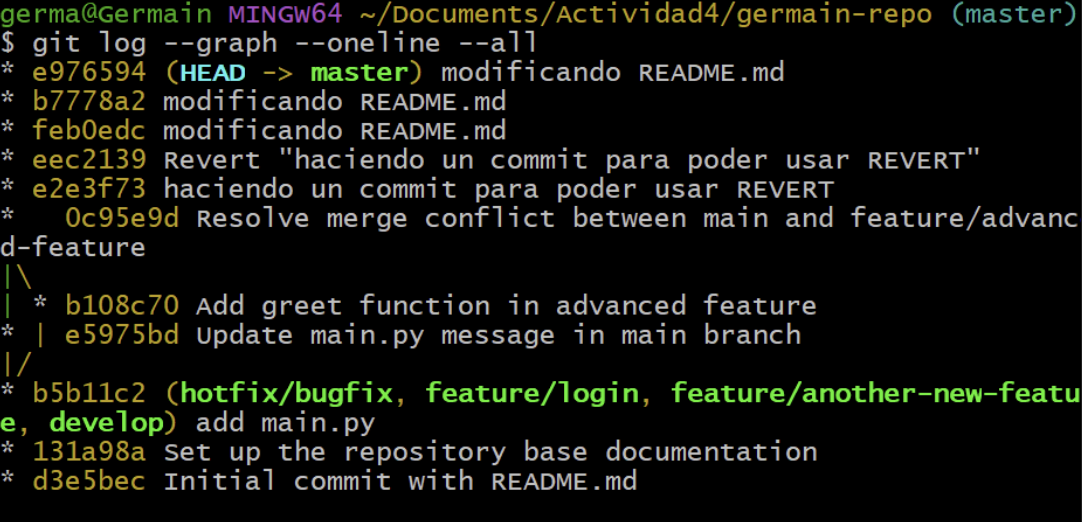 germa@Germain MINGW64 ~/Documents/Actividad4/germain-repo (master)
$ git log --graph --oneline --all
* e976594 (HEAD -> master) modificando README.md
* b7778a2 modificando README.md
* feb0edc modificando README.md
* eec2139 Revert "haciendo un commit para poder usar REVERT"
* e2e3f73 haciendo un commit para poder usar REVERT
*   0c95e9d Resolve merge conflict between main and feature/advanc
d-feature
|\
| * b108c70 Add greet function in advanced feature
* | e5975bd Update main.py message in main branch
|/
* b5b11c2 (hotfix/bugfix, feature/login, feature/another-new-featu
e, develop) add main.py
* 131a98a Set up the repository base documentation
* d3e5bec Initial commit with README.md